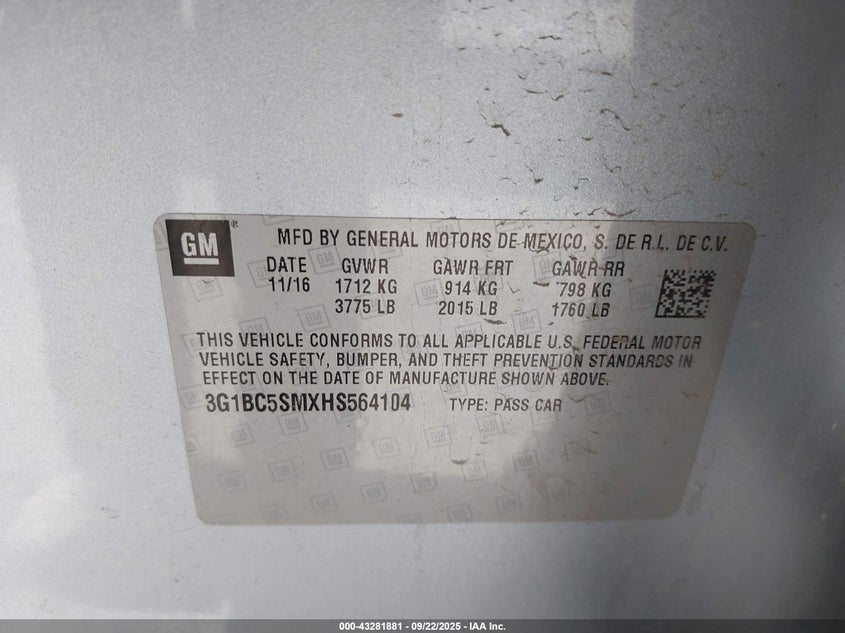 GM ®
MFD BY GENERAL MOTORS DE MEXICO, S. DE R.L. DE C.V.
DATE GVWR GAWR FRT GAWR RR
11/16 1712 KG 914 KG 798 KG
3775 LB 2015 LB 1760 LB
THIS VEHICLE CONFORMS TO ALL APPLICABLE U.S. FEDERAL MOTOR
VEHICLE SAFETY, BUMPER, AND THEFT PREVENTION STANDARDS IN
EFFECT ON THE DATE OF MANUFACTURE SHOWN ABOVE.
3G1BC5SMXHS564104 TYPE: PASS CAR
000-43281881 - 09/22/2025 - IAA Inc.